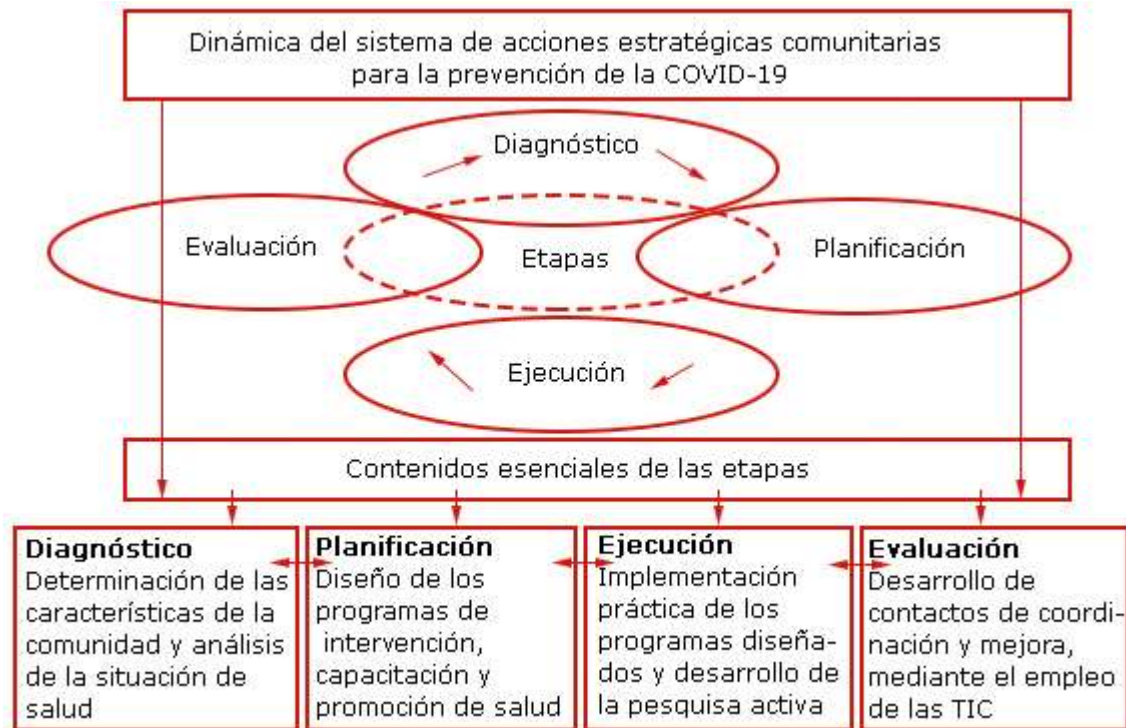 Dinámica del sistema de acciones estratégicas comunitarias
para la prevención de la COVID-19
Diagnóstico
Evaluación
Etapas
Planificación
Ejecución
Contenidos esenciales de las etapas
Diagnóstico
Determinación de las
características de la
comunidad y análisis
de la situación de
salud
Planificación
Diseño de los
programas de
intervención,
capacitación y
promoción de salud
Ejecución
Implementación
práctica de los
programas diseña-
dos y desarrollo de
la pesquisa activa
Evaluación
Desarrollo de
contactos de coordi-
nación y mejora,
mediante el empleo
de las TIC